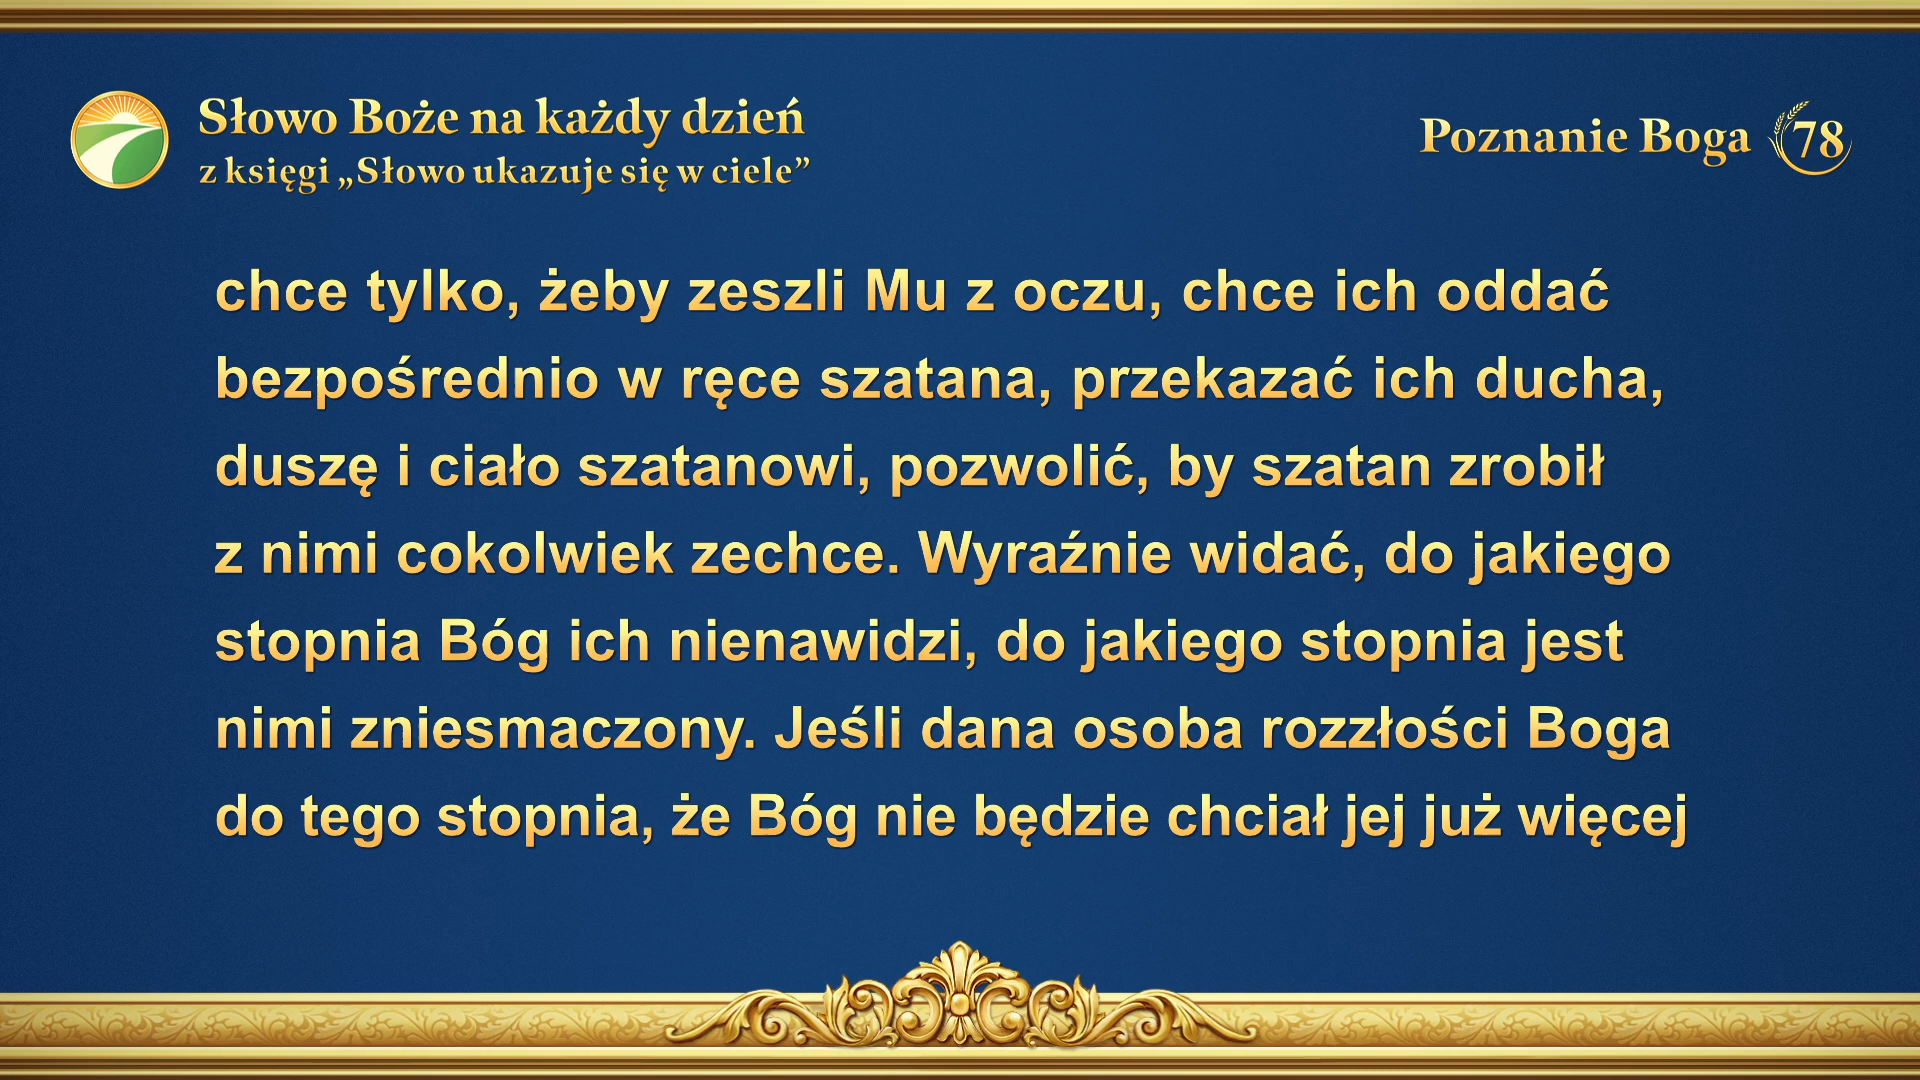 Słowo Boże na każdy dzień
z księgi „Słowo ukazuje się w ciele”
Poznanie Boga 78
chce tylko, żeby zeszli Mu z oczu, chce ich oddać
bezpośrednio w ręce szatana, przekazać ich ducha,
duszę i ciało szatanowi, pozwolić, by szatan zrobił
z nimi cokolwiek zechce. Wyraźnie widać, do jakiego
stopnia Bóg ich nienawidzi, do jakiego stopnia jest
nimi zniesmaczony. Jeśli dana osoba rozzłości Boga
do tego stopnia, że Bóg nie będzie chciał jej już więcej